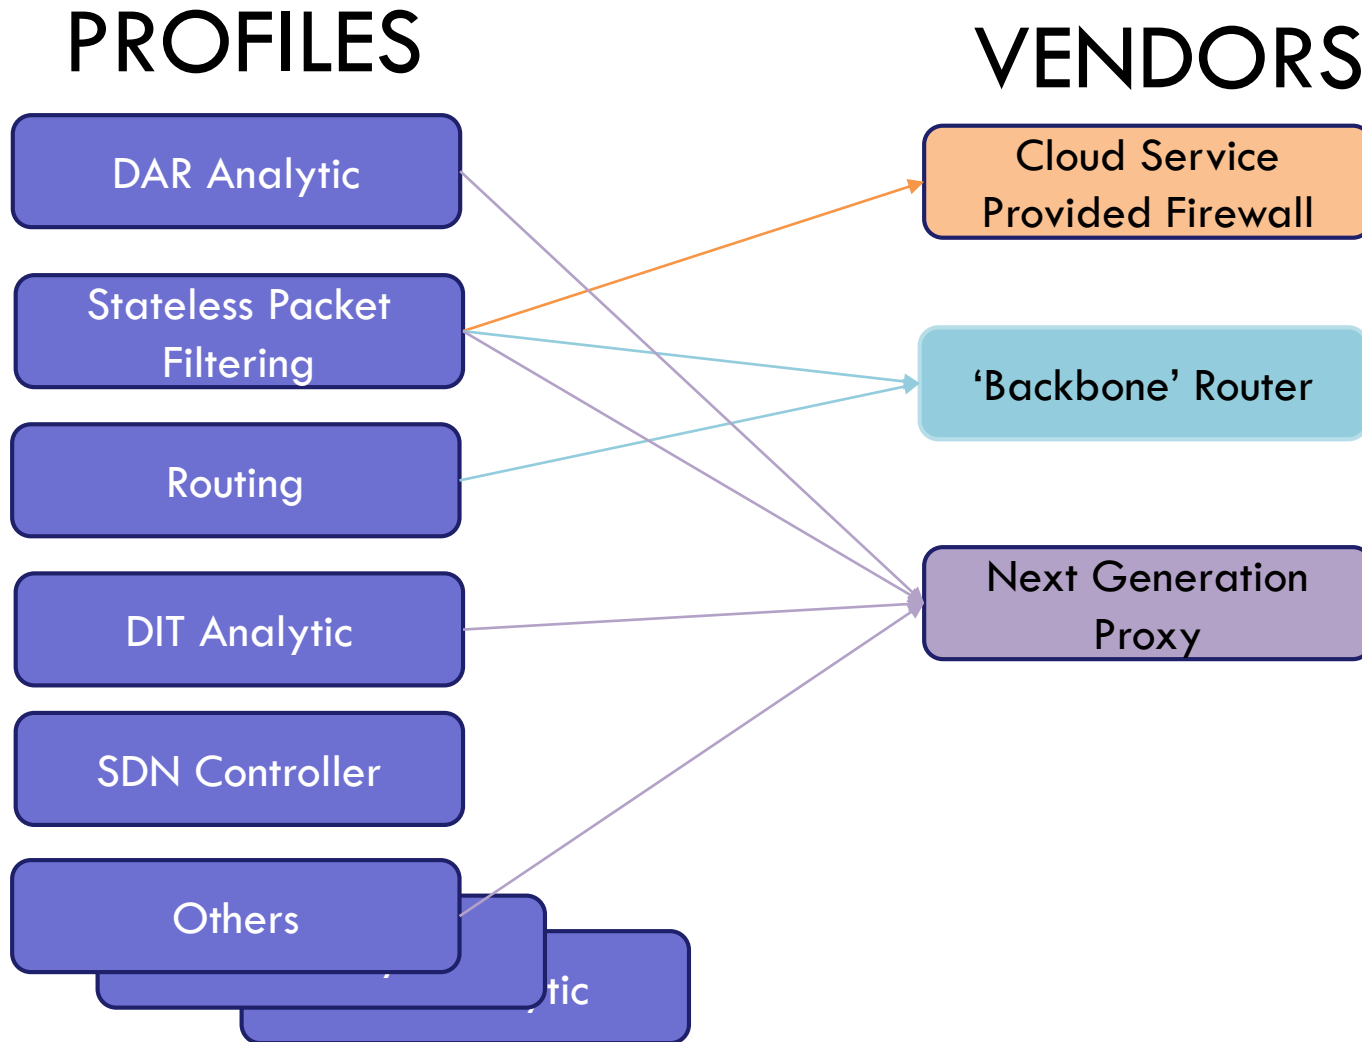 PROFILES
VENDORS
DAR Analytic
Stateless Packet
Filtering
Routing
DIT Analytic
SDN Controller
Others
Cloud Service
Provided Firewall
‘Backbone’ Router
Next Generation
Proxy